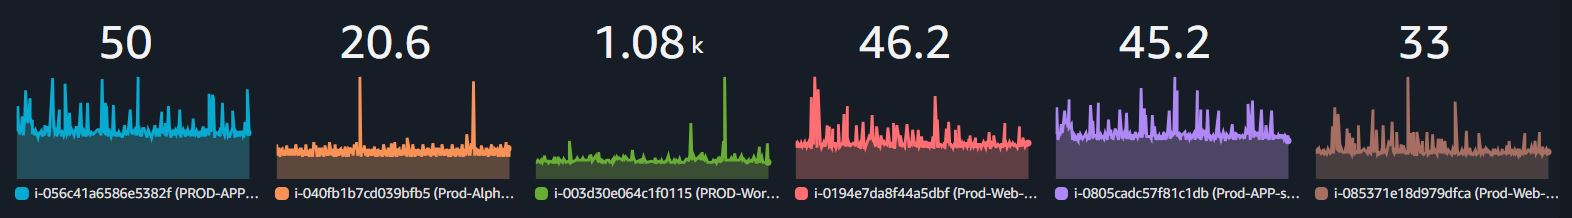 50 20.6 1.08 k 46.2 45.2 33
i-056c41a6586e5382f (PROD-APP... i-040fb1b7cd039bfb5 (Prod-Alph... i-003d30e064c1f0115 (PROD-Wor... i-0194e7da8f44a5dbf (Prod-Web-... i-0805cadc57f81c1db (Prod-APP-s... i-085371e18d979dfca (Prod-Web-...